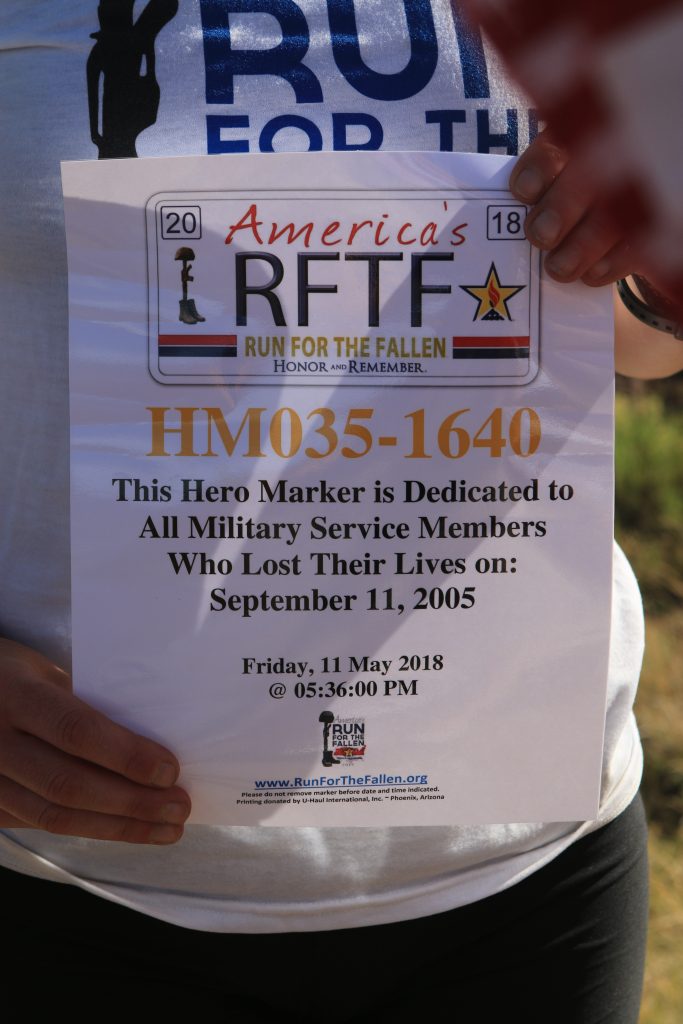 RUN
FOR THE
20
18
America's
RFTF
RUN FOR THE FALLEN
HONOR AND REMEMBER.
HM035-1640
This Hero Marker is Dedicated to
All Military Service Members
Who Lost Their Lives on:
September 11, 2005
Friday, 11 May 2018
@ 05:36:00 PM
America's
RUN
FOR THE
FALLEN
www.RunForTheFallen.org
Please do not remove marker before date and time indicated.
Printing donated by U-Haul International, Inc. ~ Phoenix, Arizona